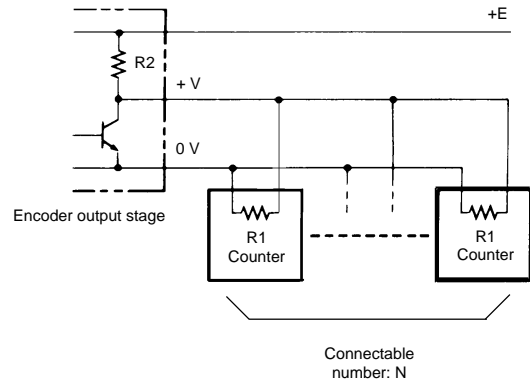 +E
R2
+ V
0 V
Encoder output stage
R1
Counter
R1
Counter
Connectable
number: N